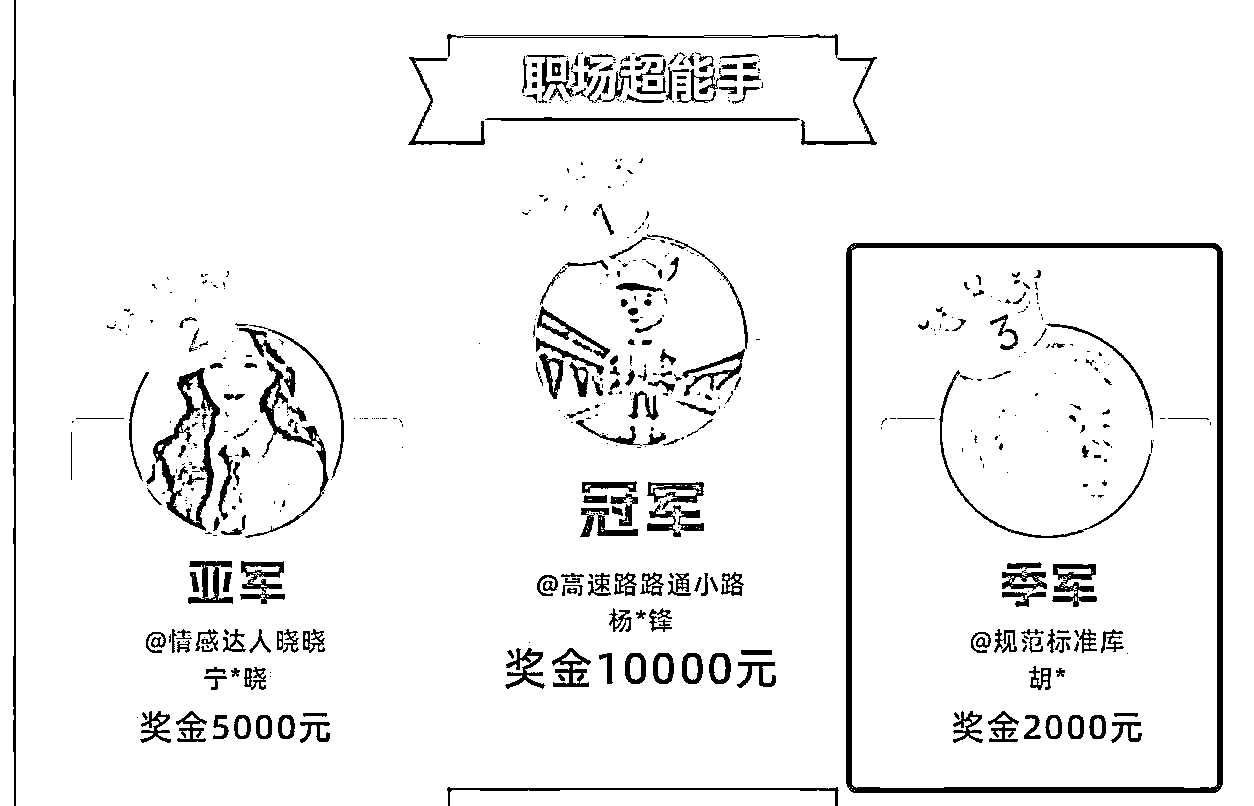 职场超能手
1
冠军
@高速路路通小路
杨*锋
奖金10000元
2
亚军
@情感达人晓晓
宁*晓
奖金5000元
3
季军
@规范标准库
胡*
奖金2000元